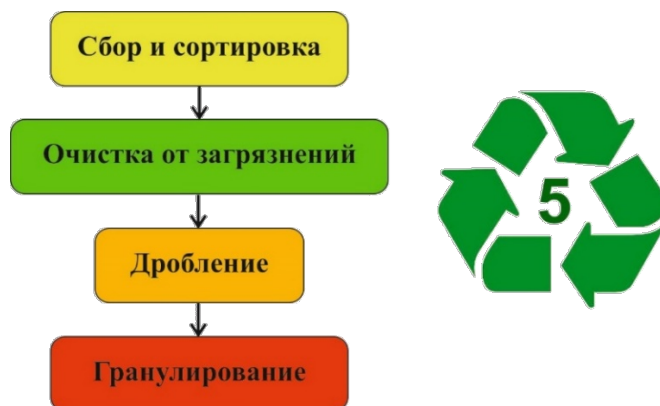 Сбор и сортировка
Очистка от загрязнений
Дробление
Гранулирование
5